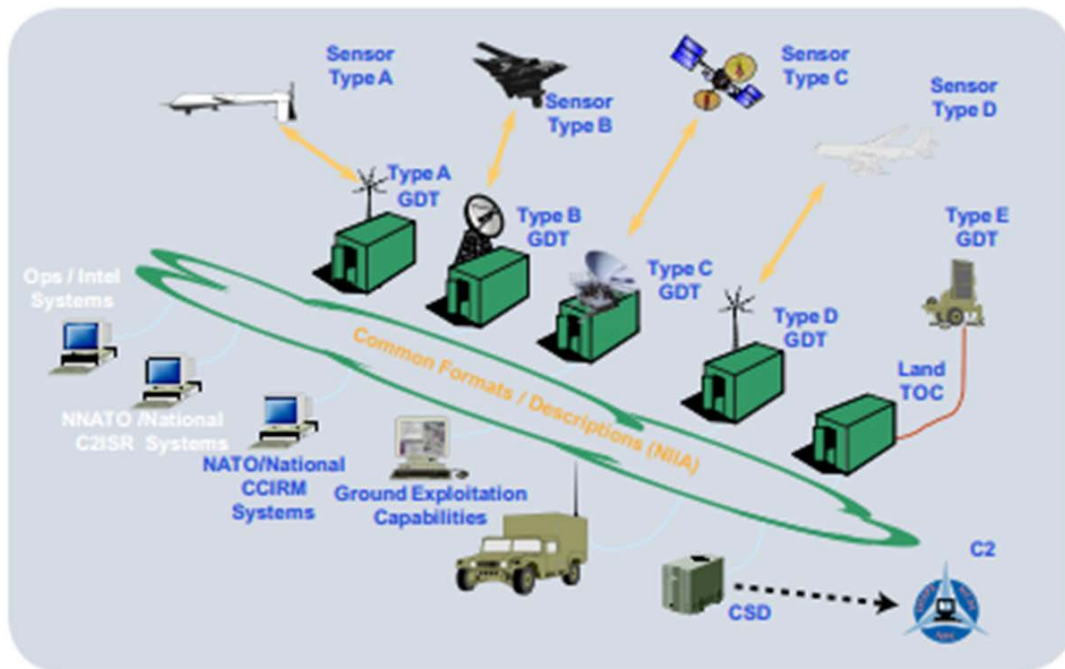 Sensor
Type A
Sensor
Type B
Sensor
Type C
Sensor
Type D
Type A
GDT
Type B
GDT
Type C
GDT
Type D
GDT
Type E
GDT
Land
TOC
Ops / Intel
Systems
NNATO /National
C2ISR Systems
NATO/National
CCIRM
Systems
Ground Exploitation
Capabilities
Common Formats / Descriptions (NIIA)
CSD
C2